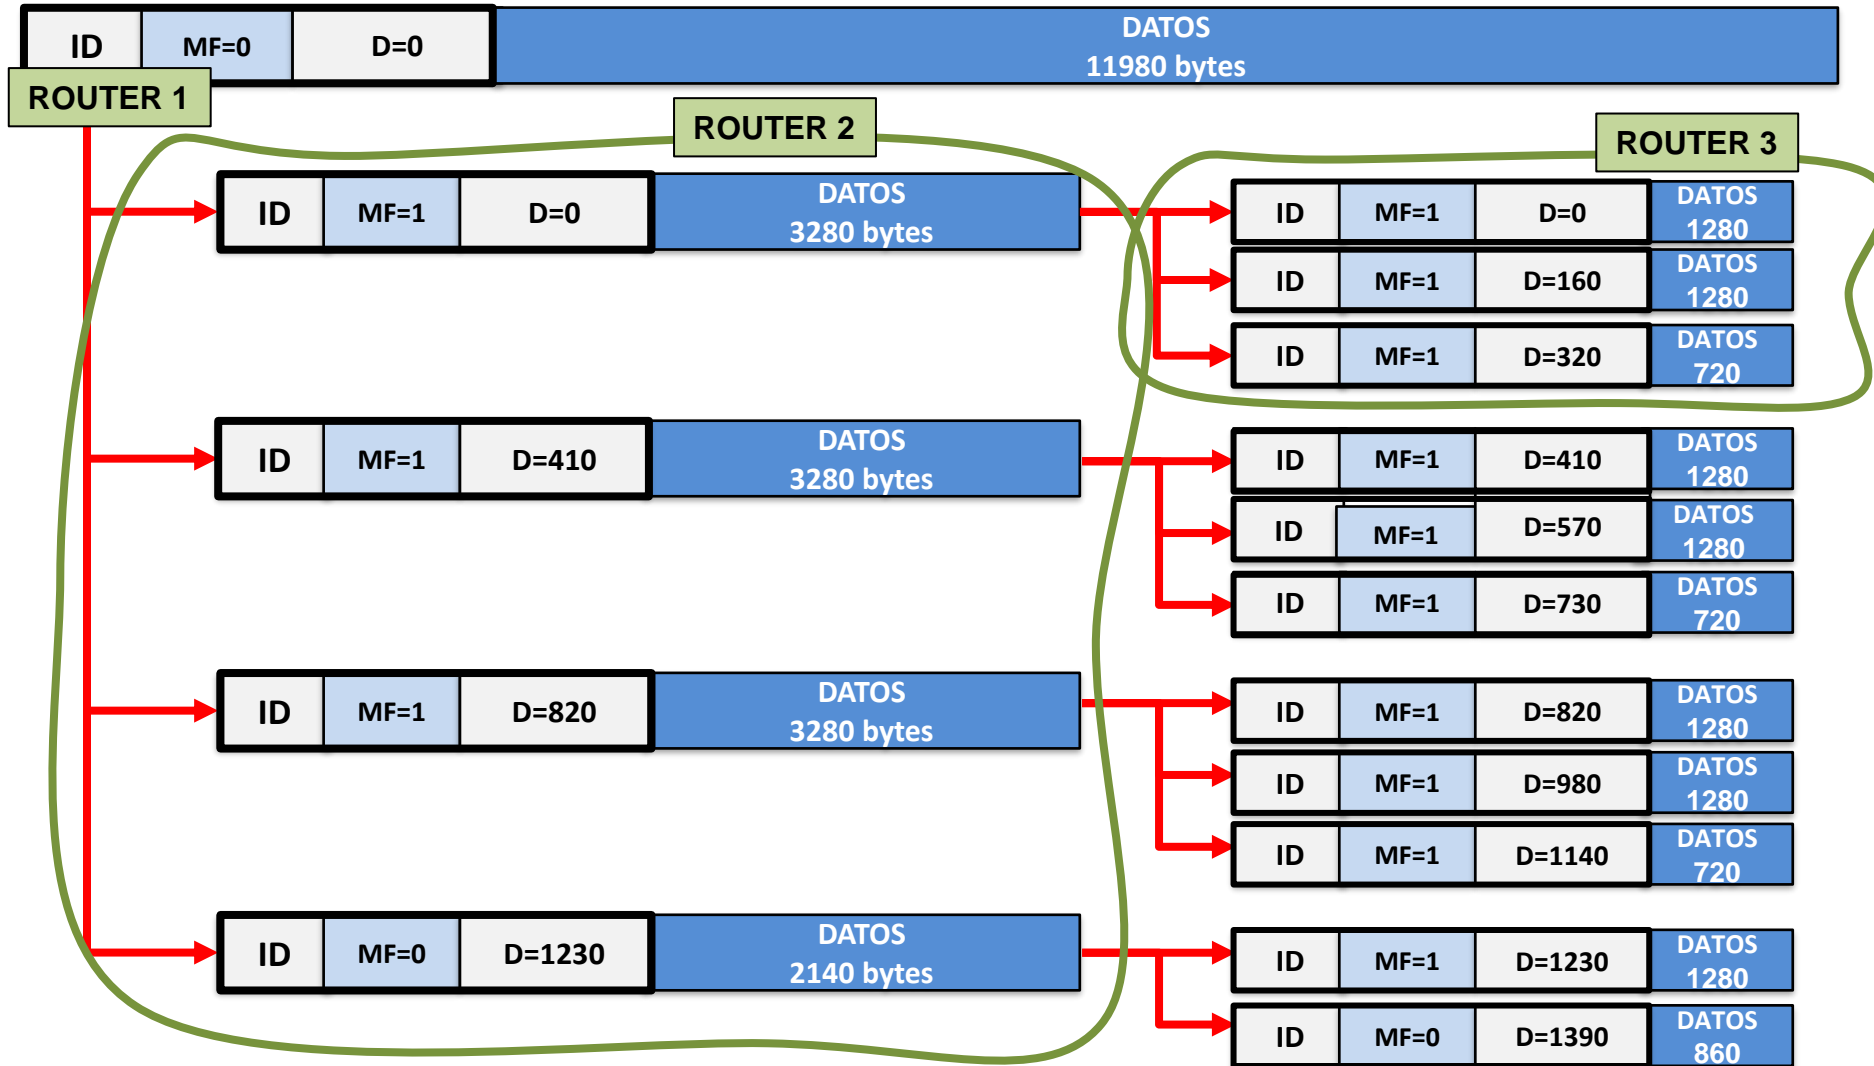 ID MF=0 D=0 DATOS
11980 bytes
ROUTER 1
ROUTER 2
ROUTER 3
ID MF=1 D=0 DATOS
3280 bytes
ID MF=1 D=0 DATOS
1280
ID MF=1 D=160 DATOS
1280
ID MF=1 D=320 DATOS
720
ID MF=1 D=410 DATOS
3280 bytes
ID MF=1 D=410 DATOS
1280
ID MF=1 D=570 DATOS
1280
ID MF=1 D=730 DATOS
720
ID MF=1 D=820 DATOS
3280 bytes
ID MF=1 D=820 DATOS
1280
ID MF=1 D=980 DATOS
1280
ID MF=1 D=1140 DATOS
720
ID MF=0 D=1230 DATOS
2140 bytes
ID MF=1 D=1230 DATOS
1280
ID MF=0 D=1390 DATOS
860